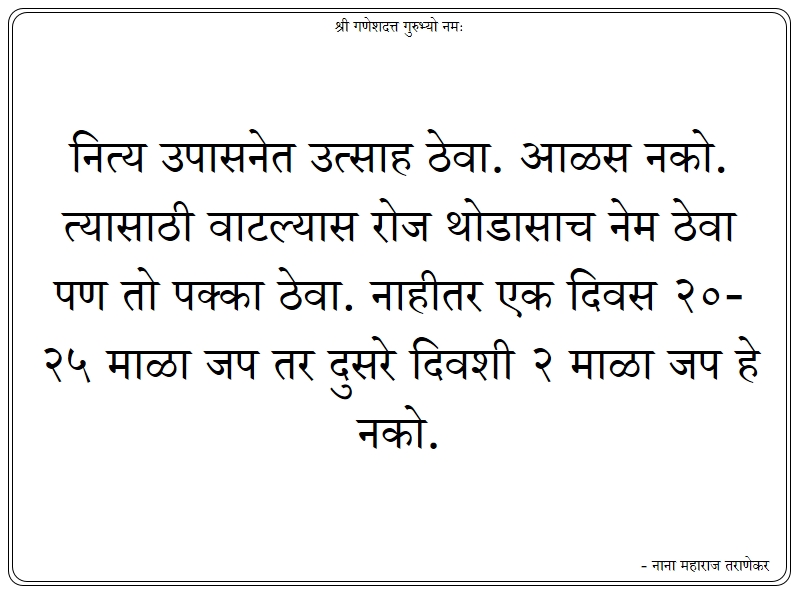 श्री गणेशदत्त गुरुभ्यो नमः
नित्य उपासनेत उत्साह ठेवा. आळस नको.
त्यासाठी वाटल्यास रोज थोडासाच नेम ठेवा
पण तो पक्का ठेवा. नाहीतर एक दिवस २०-
२५ माळा जप तर दुसरे दिवशी २ माळा जप हे
नको.
- नाना महाराज तराणेकर